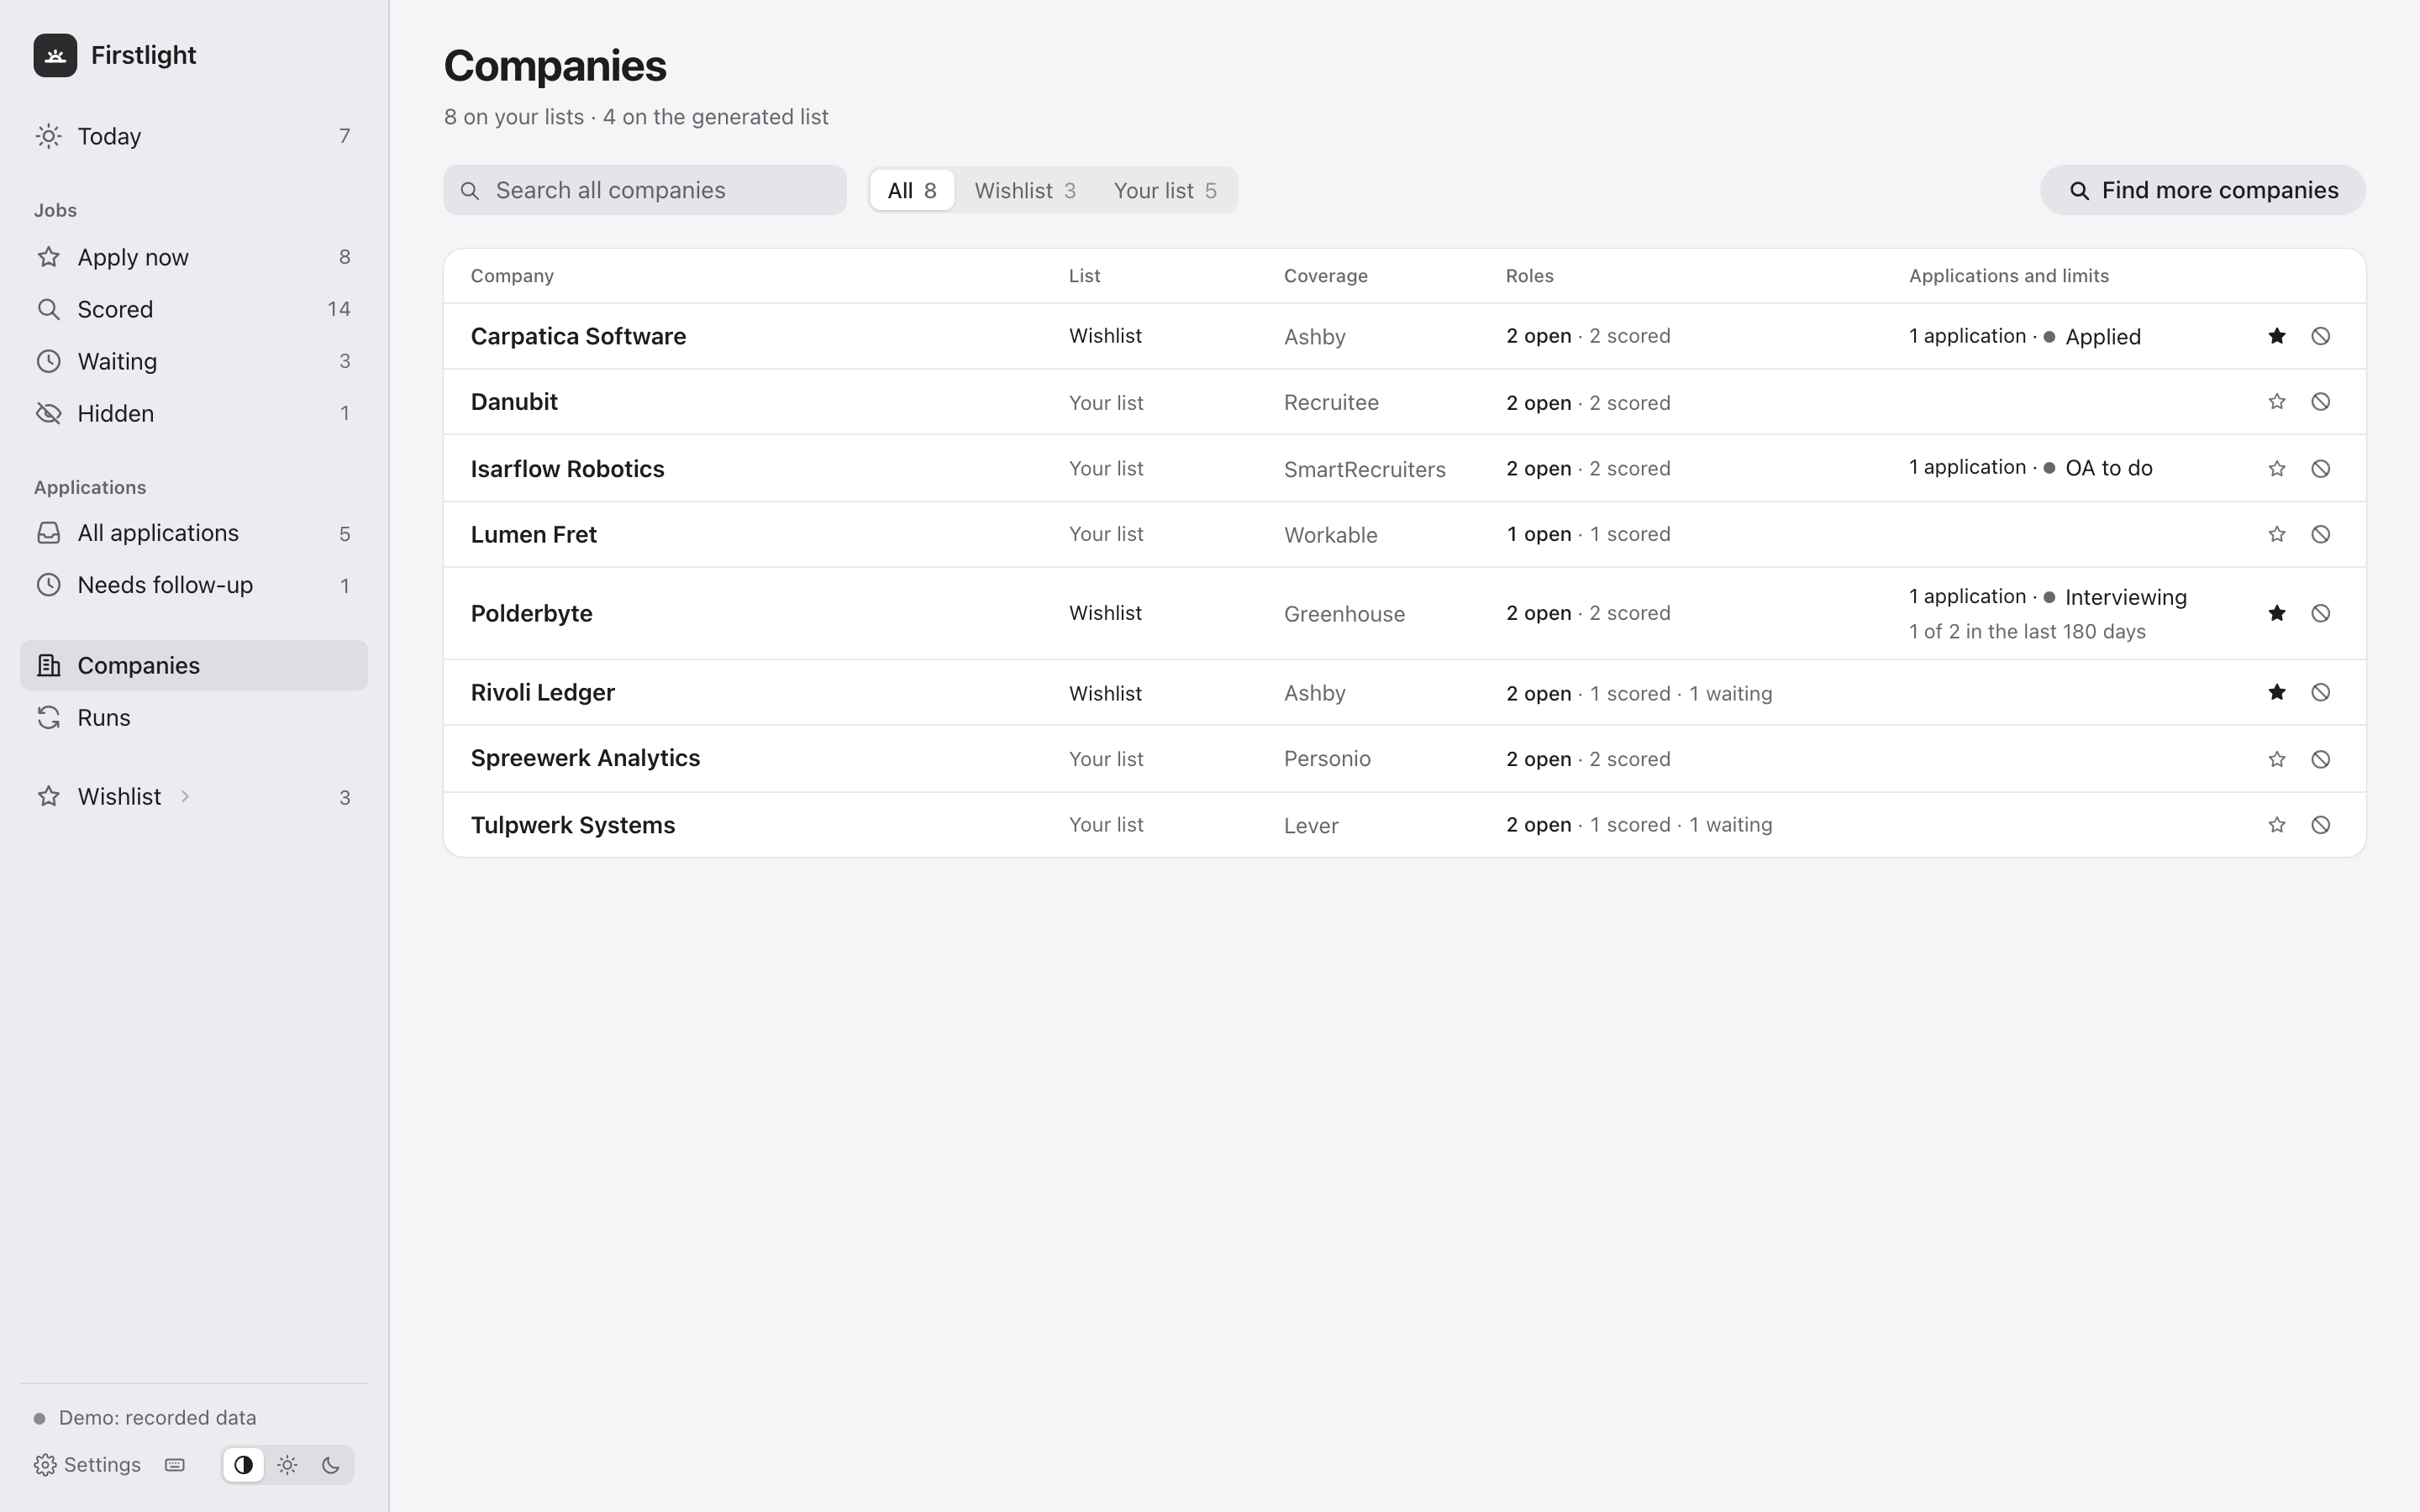 Firstlight
Today 7
Jobs
Apply now 8
Scored 14
Waiting 3
Hidden 1
Applications
All applications 5
Needs follow-up 1
Companies
Runs
Wishlist 3
Demo: recorded data
Settings
Companies
8 on your lists · 4 on the generated list
Search all companies
All 8 Wishlist 3 Your list 5
Find more companies
Company List Coverage Roles Applications and limits
Carpatica Software Wishlist Ashby 2 open · 2 scored 1 application · Applied
Danubit Your list Recruitee 2 open · 2 scored
Isarflow Robotics Your list SmartRecruiters 2 open · 2 scored 1 application · OA to do
Lumen Fret Your list Workable 1 open · 1 scored
Polderbyte Wishlist Greenhouse 2 open · 2 scored 1 application · Interviewing
1 of 2 in the last 180 days
Rivoli Ledger Wishlist Ashby 2 open · 1 scored · 1 waiting
Spreewerk Analytics Your list Personio 2 open · 2 scored
Tulpwerk Systems Your list Lever 2 open · 1 scored · 1 waiting